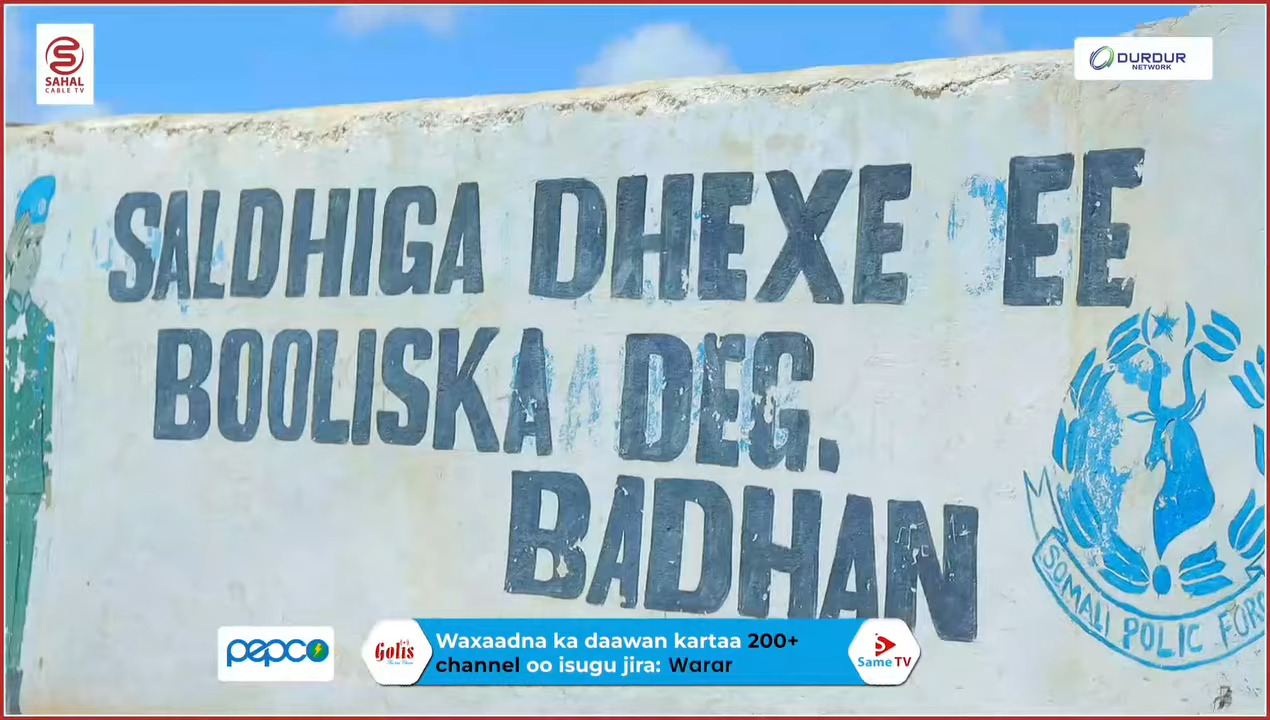 SAHAL
CABLE TV
DURDUR
NETWORK
SALDHIGA DHEXE EE
BOOLISKA DEG.
BADHAN
SOMALI POLIC FORS
pepco
Golis
Waxaadna ka daawan kartaa 200+
channel oo isugu jira: Warar
Same TV